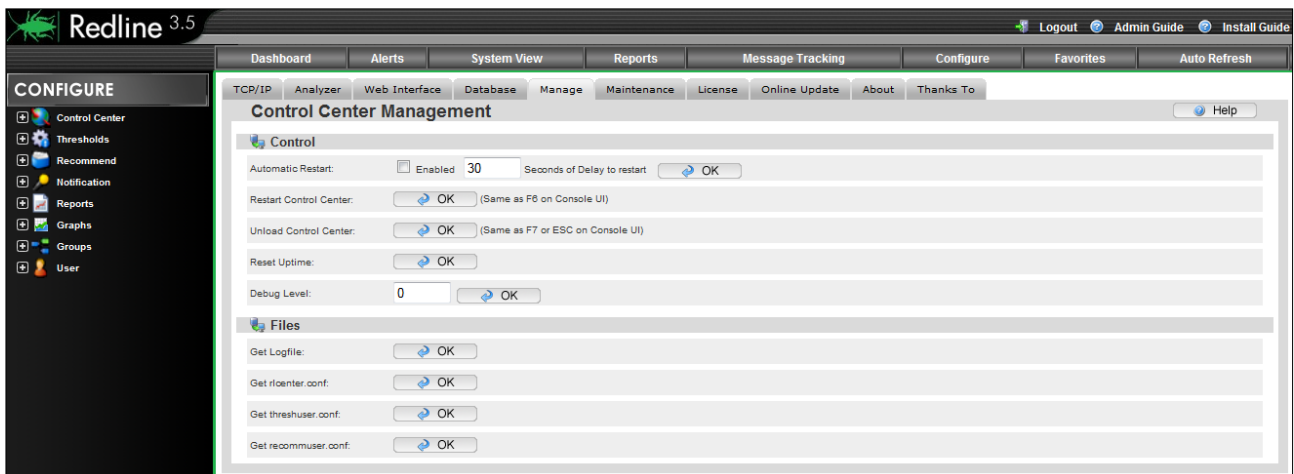 Redline 3.5
Logout Admin Guide Install Guide
Dashboard Alerts System View Reports Message Tracking Configure Favorites Auto Refresh
CONFIGURE
Control Center
Thresholds
Recommend
Notification
Reports
Graphs
Groups
User
TCP/IP Analyzer Web Interface Database Manage Maintenance License Online Update About Thanks To
Control Center Management
Help
Control
Automatic Restart: Enabled 30 Seconds of Delay to restart OK
Restart Control Center: OK (Same as F6 on Console UI)
Unload Control Center: OK (Same as F7 or ESC on Console UI)
Reset Uptime: OK
Debug Level: 0 OK
Files
Get Logfile: OK
Get rlcenter.conf: OK
Get threshuser.conf: OK
Get recommuser.conf: OK